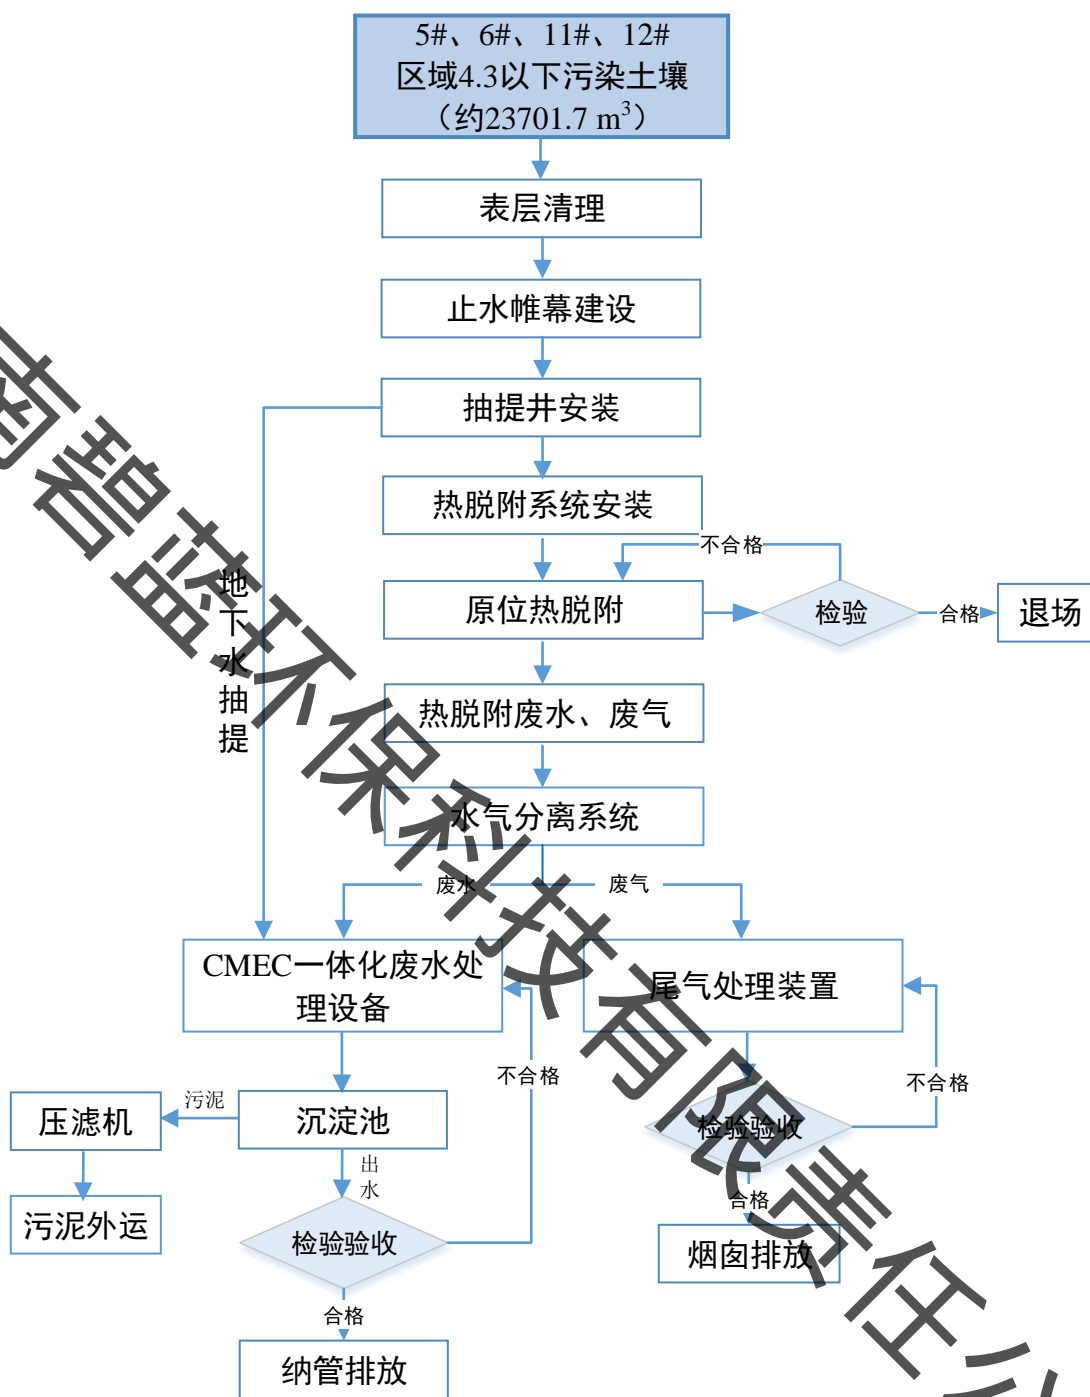 5#、6#、11#、12#
区域4.3以下污染土壤
（约23701.7 m³）
表层清理
止水帷幕建设
抽提井安装
热脱附系统安装
不合格
原位热脱附
检验
合格
退场
地
下
水
抽
提
热脱附废水、废气
水气分离系统
废水
废气
CMEC一体化废水处
理设备
尾气处理装置
不合格
不合格
压滤机
污泥
沉淀池
检验验收
出
水
污泥外运
检验验收
合格
烟囱排放
合格
纳管排放
南碧蓝环保科技有限责任公